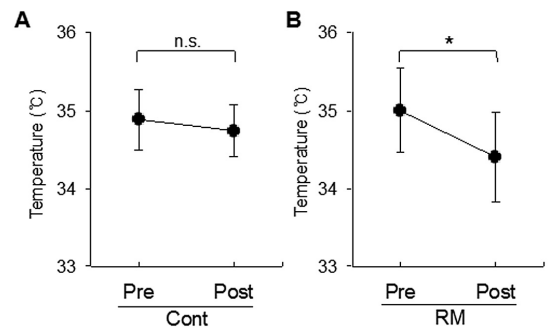 A
Temperature (℃)
36
35
34
33
n.s.
Pre
Post
Cont
B
Temperature (℃)
36
35
34
33
*
Pre
Post
RM